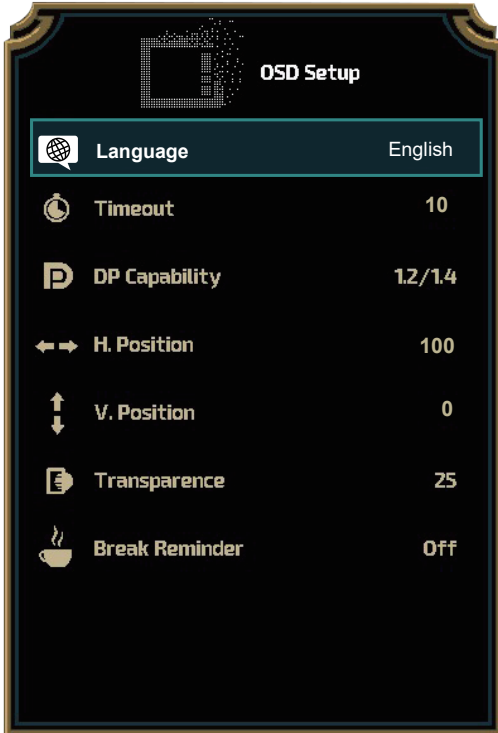 OSD Setup
Language English
Timeout 10
DP Capability 1.2/1.4
H. Position 100
V. Position 0
Transparence 25
Break Reminder Off